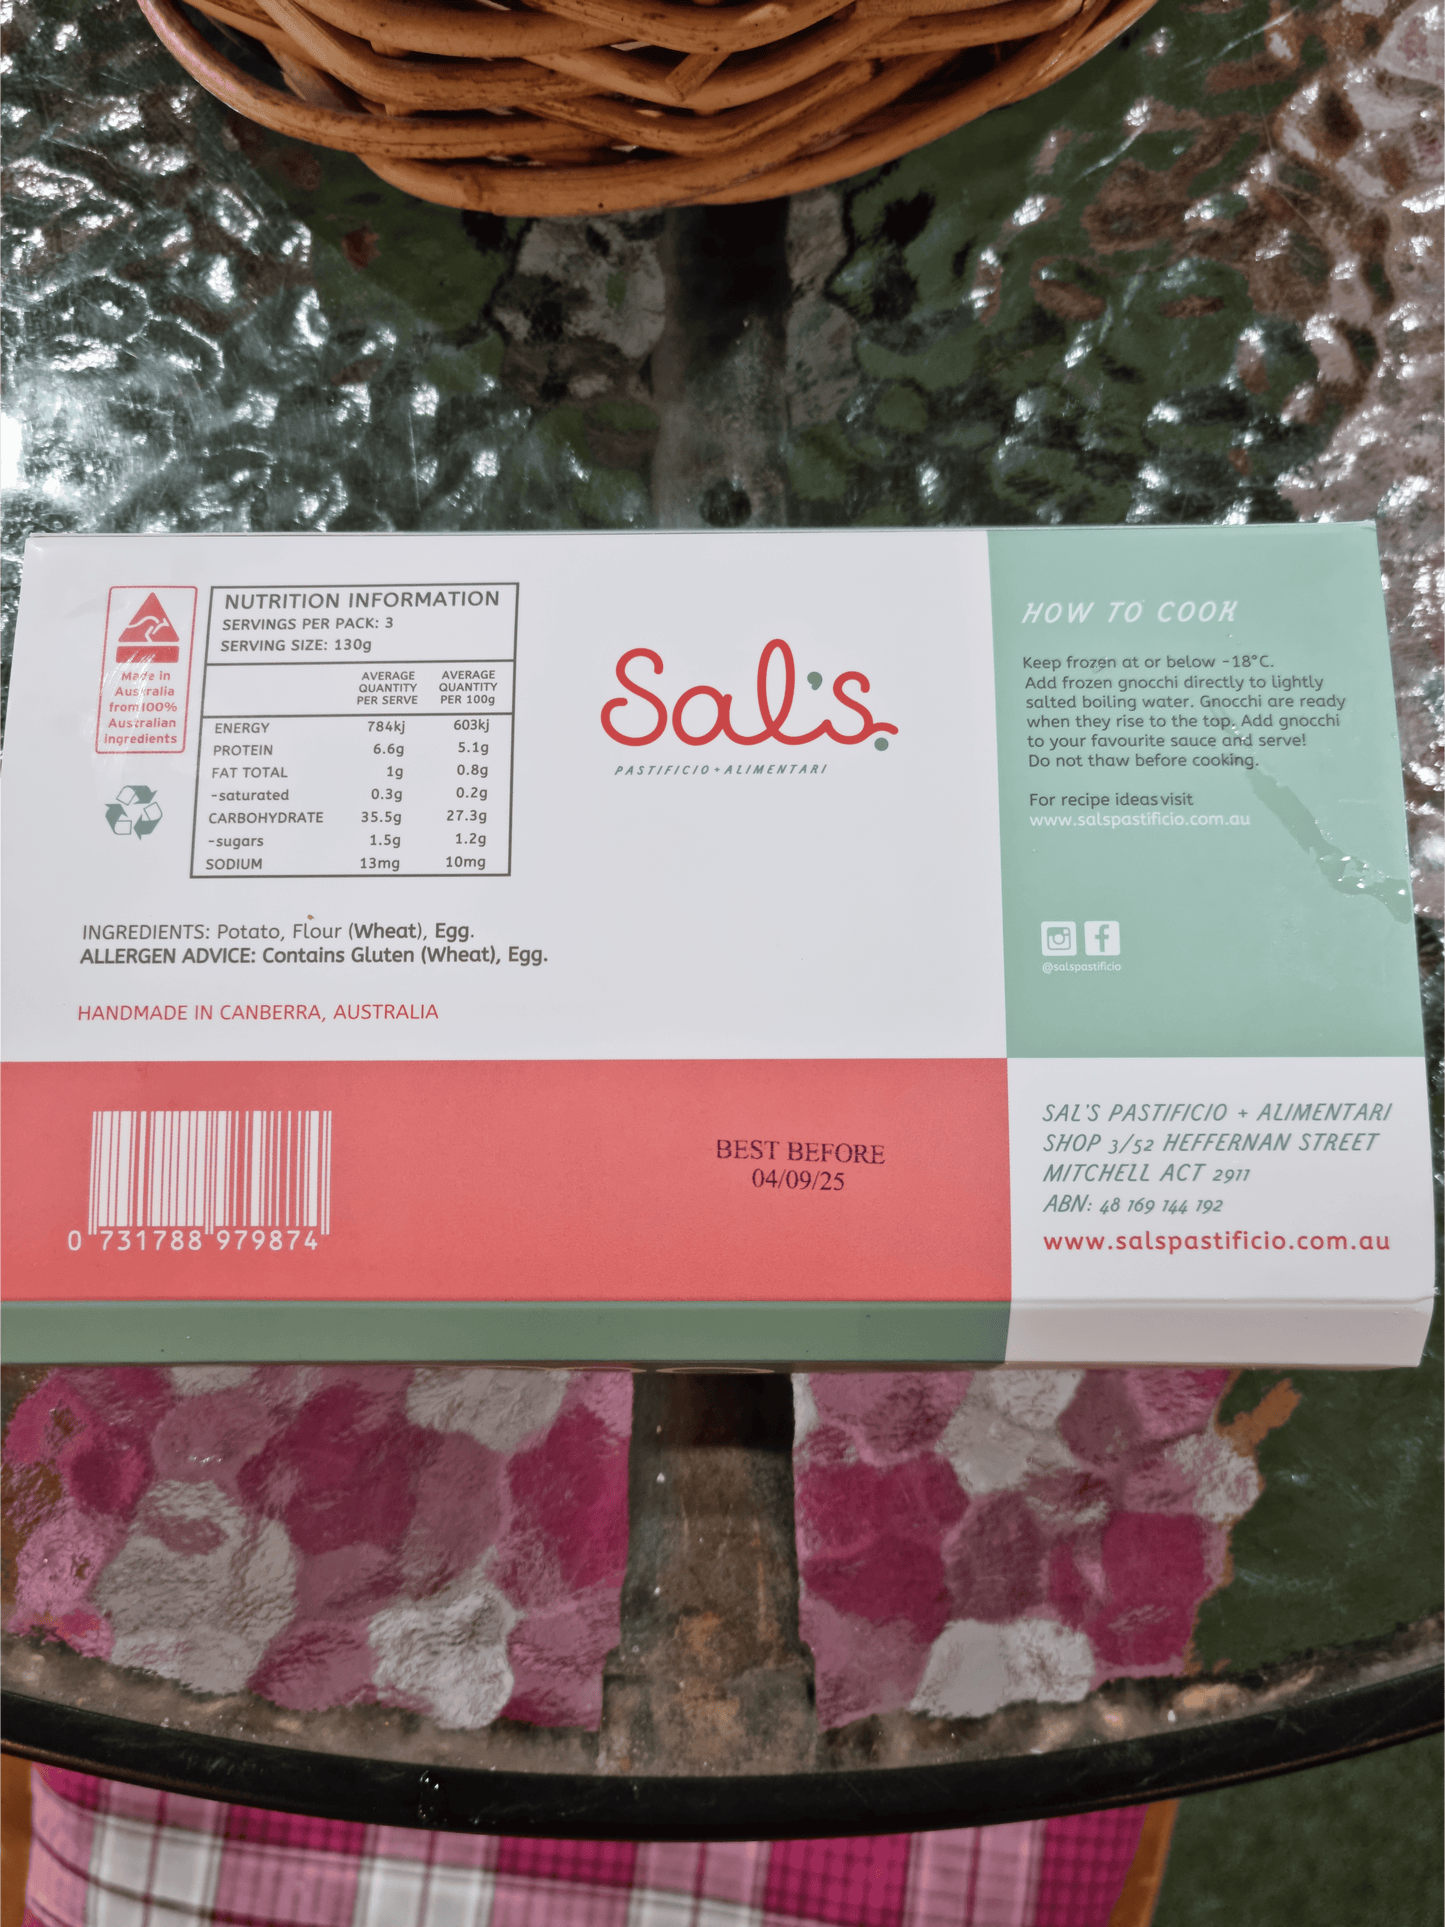 Made in
Australia
from 100%
Australian
ingredients
NUTRITION INFORMATION
SERVINGS PER PACK: 3
SERVING SIZE: 130g
AVERAGE QUANTITY PER SERVE AVERAGE QUANTITY PER 100g
ENERGY 784kj 603kj
PROTEIN 6.6g 5.1g
FAT TOTAL 1g 0.8g
-saturated 0.3g 0.2g
CARBOHYDRATE 35.5g 27.3g
-sugars 1.5g 1.2g
SODIUM 13mg 10mg
INGREDIENTS: Potato, Flour (Wheat), Egg.
ALLERGEN ADVICE: Contains Gluten (Wheat), Egg.
HANDMADE IN CANBERRA, AUSTRALIA
Sal's
PASTIFICIO + ALIMENTARI
HOW TO COOK
Keep frozen at or below -18°C.
Add frozen gnocchi directly to lightly
salted boiling water. Gnocchi are ready
when they rise to the top. Add gnocchi
to your favourite sauce and serve!
Do not thaw before cooking.
For recipe ideas visit
www.salspastificio.com.au
@salspastificio
0 731788 979874
BEST BEFORE
04/09/25
SAL'S PASTIFICIO + ALIMENTARI
SHOP 3/52 HEFFERNAN STREET
MITCHELL ACT 2911
ABN: 48 169 144 192
www.salspastificio.com.au